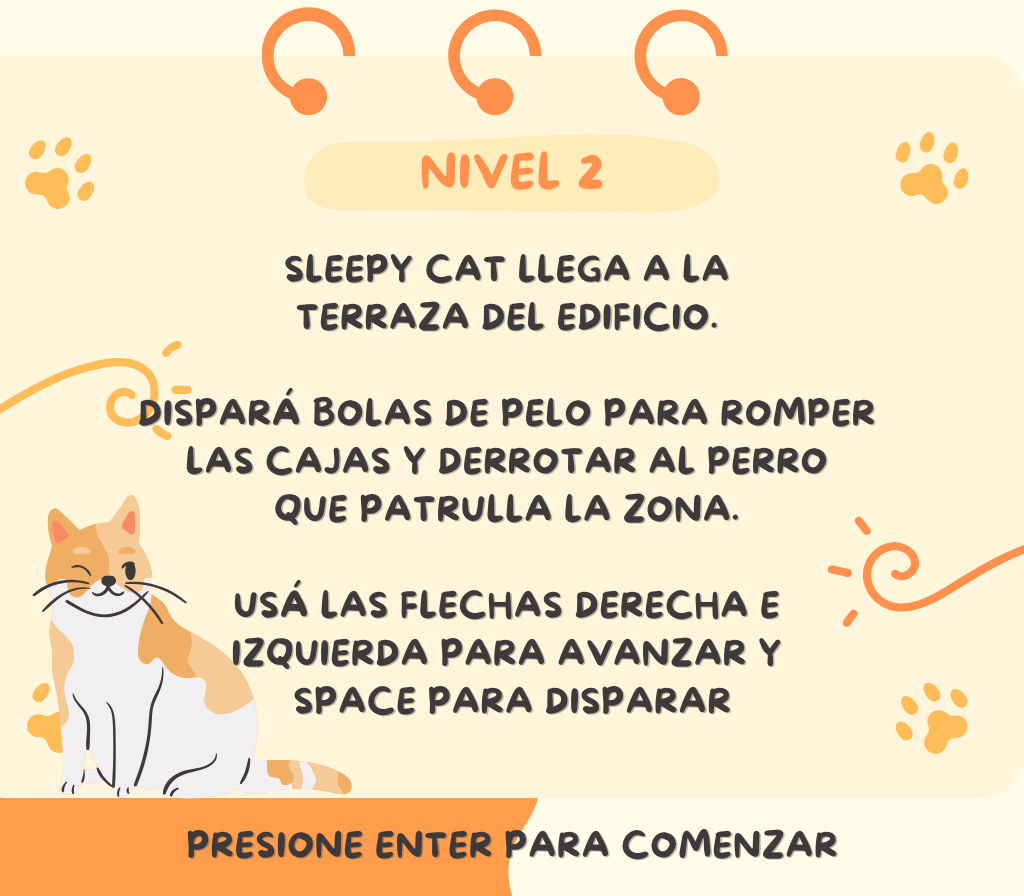 NIVEL 2
SLEEPY CAT LLEGA A LA
TERRAZA DEL EDIFICIO.
DISPARÁ BOLAS DE PELO PARA ROMPER
LAS CAJAS Y DERROTAR AL PERRO
QUE PATRULLA LA ZONA.
USÁ LAS FLECHAS DERECHA E
IZQUIERDA PARA AVANZAR Y
SPACE PARA DISPARAR
PRESIONE ENTER PARA COMENZAR